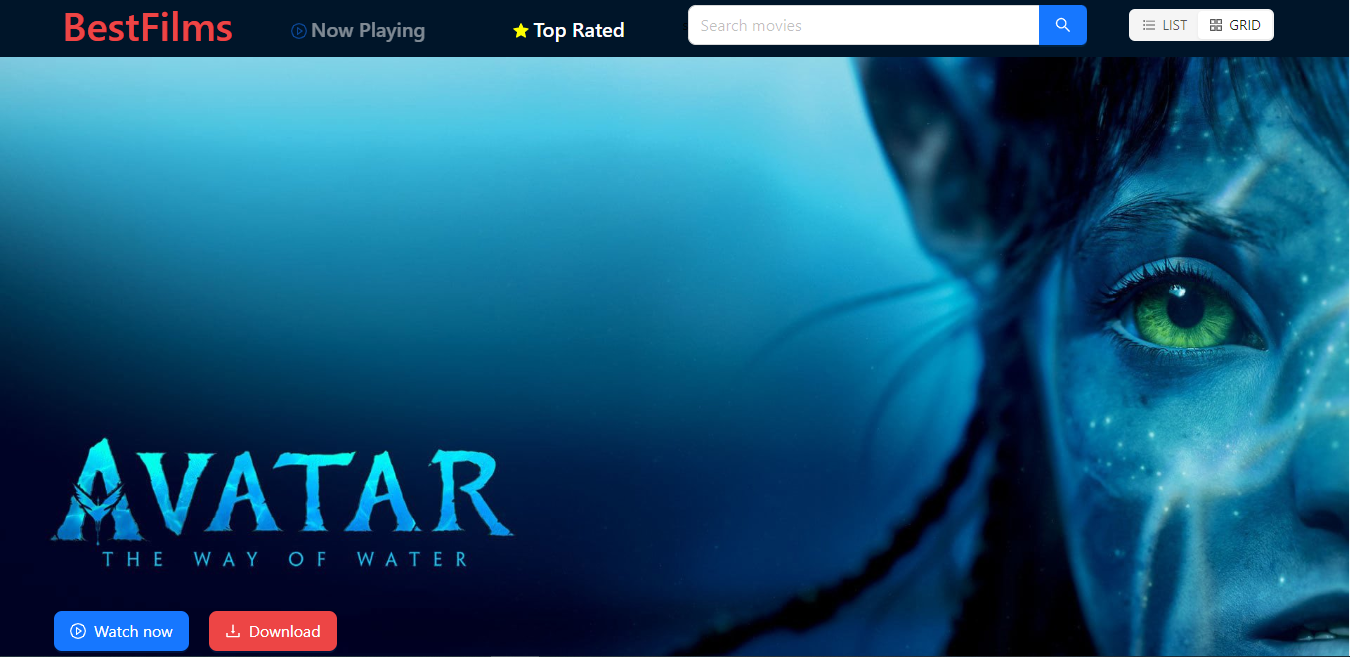 BestFilms Now Playing Top Rated Search movies LIST GRID
AVATAR
THE WAY OF WATER
Watch now Download